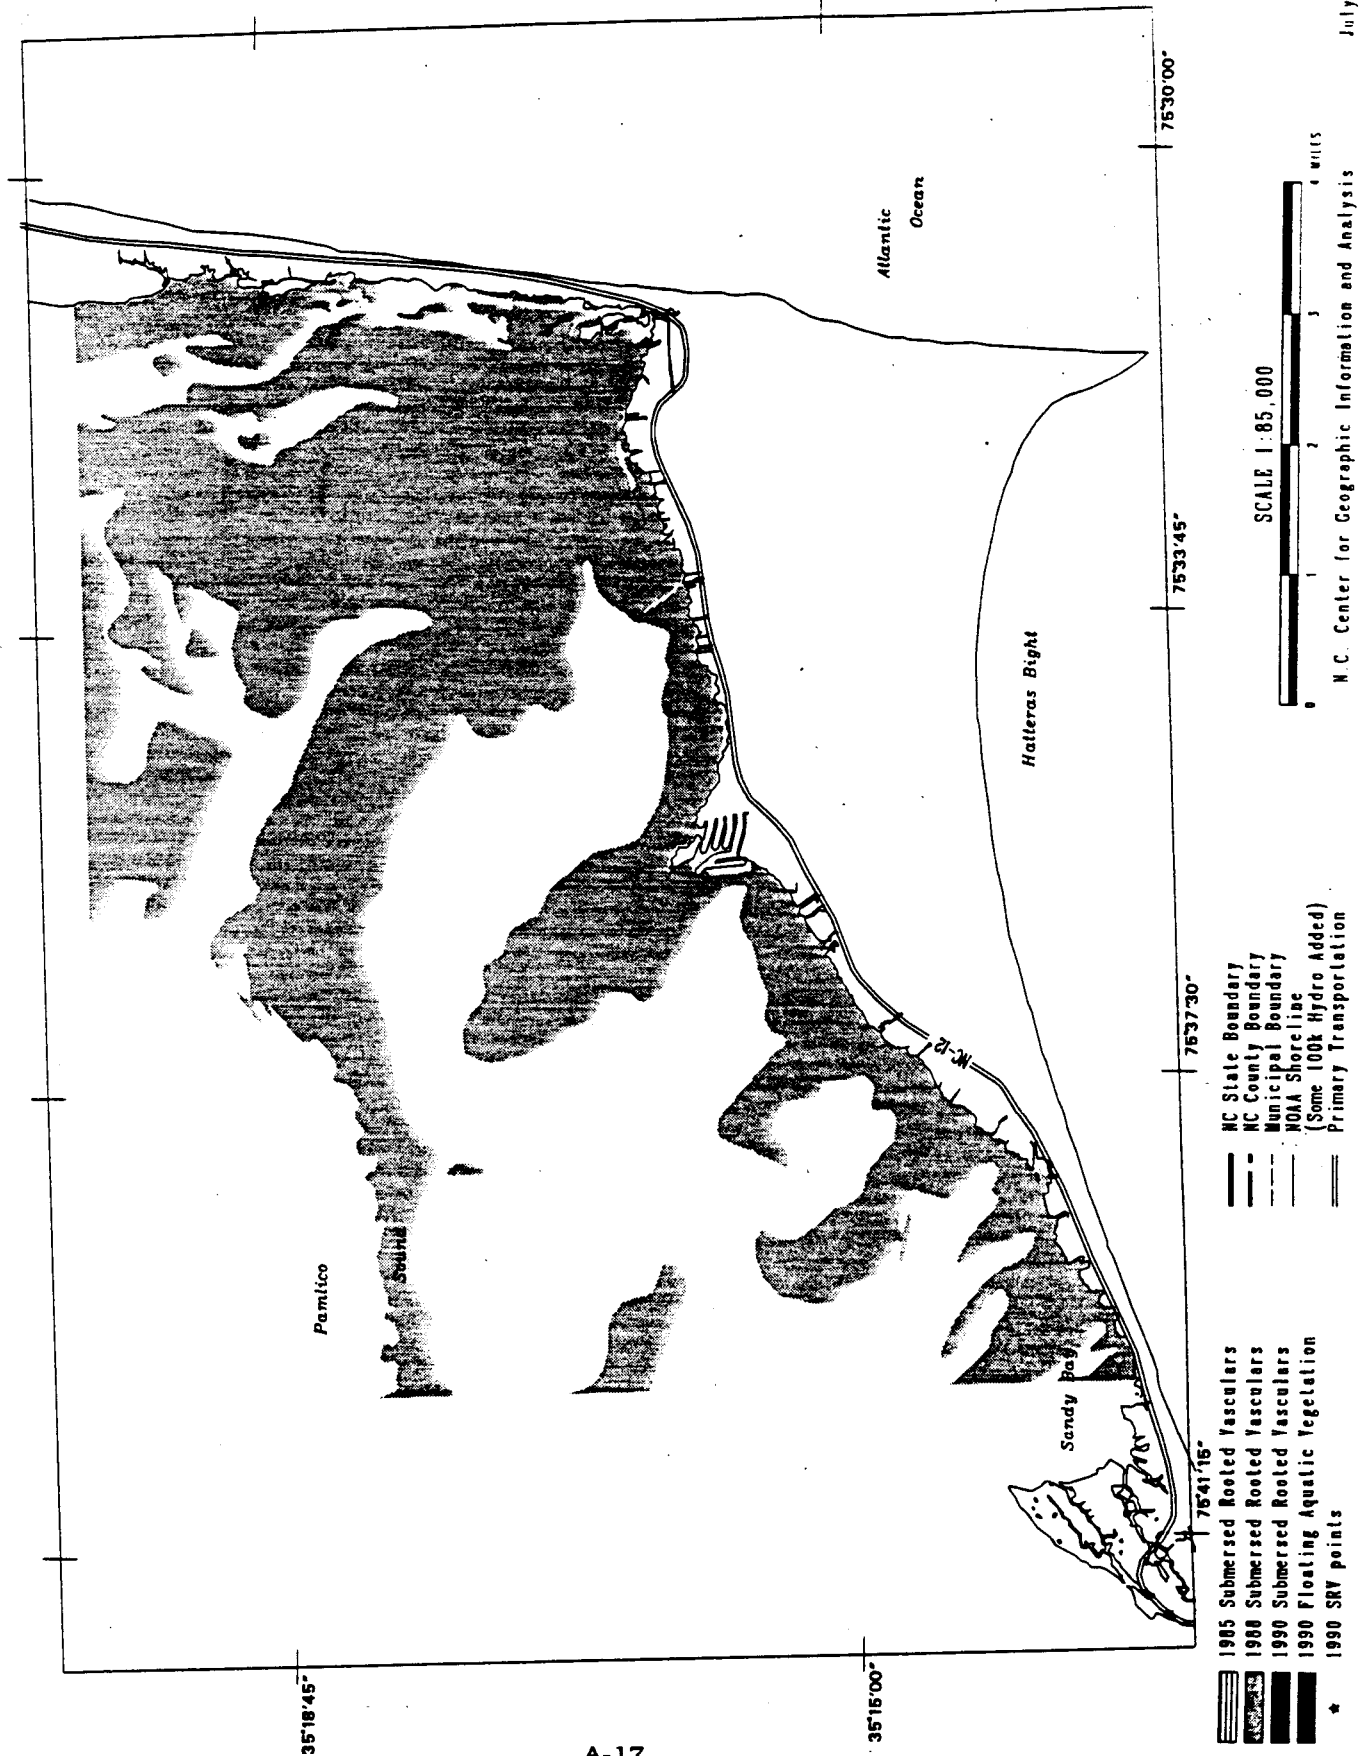 Pamlico
Sound
Atlantic
Ocean
Hatteras Bight
Sandy Bay
NC-12
35°18'45"
35°15'00"
75°41'15"
75°37'30"
75°33'45"
75°30'00"
1985 Submersed Rooted Vasculars
1988 Submersed Rooted Vasculars
1990 Submersed Rooted Vasculars
1990 Floating Aquatic Vegetation
* 1990 SRV points
NC State Boundary
NC County Boundary
Municipal Boundary
NOAA Shoreline
(Some 100k Hydro Added)
Primary Transportation
SCALE 1:85,000
0 1 2 3 4 MILES
N.C. Center for Geographic Information and Analysis
July
A-17